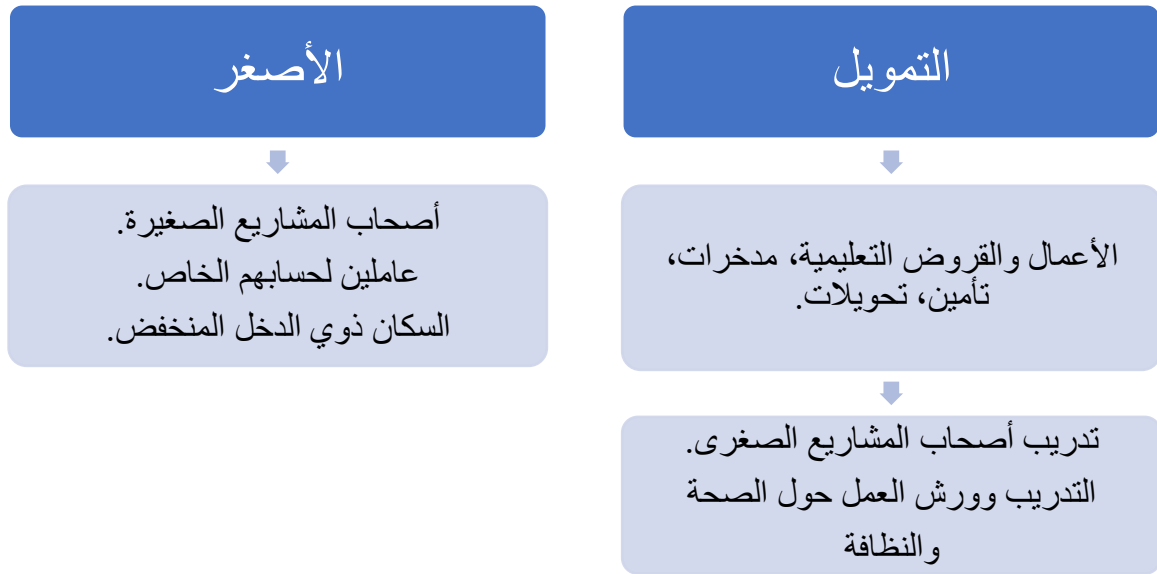 التمويل
الأعمال والقروض التعليمية، مدخرات،
تأمين، تحويلات.
تدريب أصحاب المشاريع الصغرى.
التدريب وورش العمل حول الصحة
والنظافة
الأصغر
أصحاب المشاريع الصغيرة.
عاملين لحسابهم الخاص.
السكان ذوي الدخل المنخفض.